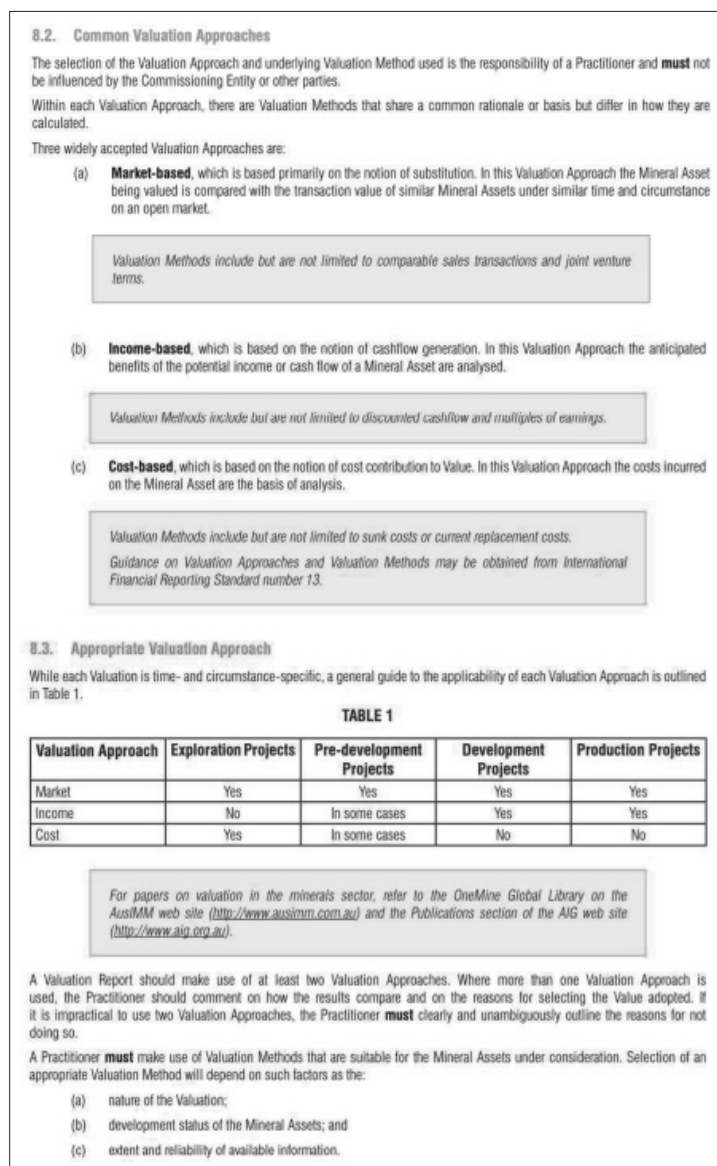 8.2. Common Valuation Approaches
The selection of the Valuation Approach and underlying Valuation Method used is the responsibility of a Practitioner and must not
be influenced by the Commissioning Entity or other parties.
Within each Valuation Approach, there are Valuation Methods that share a common rationale or basis but differ in how they are
calculated.
Three widely accepted Valuation Approaches are:
(a) Market-based, which is based primarily on the notion of substitution. In this Valuation Approach the Mineral Asset
being valued is compared with the transaction value of similar Mineral Assets under similar time and circumstance
on an open market.
Valuation Methods include but are not limited to comparable sales transactions and joint venture
terms.
(b) Income-based, which is based on the notion of cashflow generation. In this Valuation Approach the anticipated
benefits of the potential income or cash flow of a Mineral Asset are analysed.
Valuation Methods include but are not limited to discounted cashflow and multiples of earnings.
(c) Cost-based, which is based on the notion of cost contribution to Value. In this Valuation Approach the costs incurred
on the Mineral Asset are the basis of analysis.
Valuation Methods include but are not limited to sunk costs or current replacement costs.
Guidance on Valuation Approaches and Valuation Methods may be obtained from International
Financial Reporting Standard number 13.
8.3. Appropriate Valuation Approach
While each Valuation is time- and circumstance-specific, a general guide to the applicability of each Valuation Approach is outlined
in Table 1.
TABLE 1
Valuation Approach Exploration Projects Pre-development Projects Development Projects Production Projects
Market Yes Yes Yes Yes
Income No In some cases Yes Yes
Cost Yes In some cases No No
For papers on valuation in the minerals sector, refer to the OneMine Global Library on the
AusIMM web site (http://www.ausimm.com.au) and the Publications section of the AIG web site
(http://www.aig.org.au).
A Valuation Report should make use of at least two Valuation Approaches. Where more than one Valuation Approach is
used, the Practitioner should comment on how the results compare and on the reasons for selecting the Value adopted. If
it is impractical to use two Valuation Approaches, the Practitioner must clearly and unambiguously outline the reasons for not
doing so.
A Practitioner must make use of Valuation Methods that are suitable for the Mineral Assets under consideration. Selection of an
appropriate Valuation Method will depend on such factors as the:
(a) nature of the Valuation;
(b) development status of the Mineral Assets; and
(c) extent and reliability of available information.